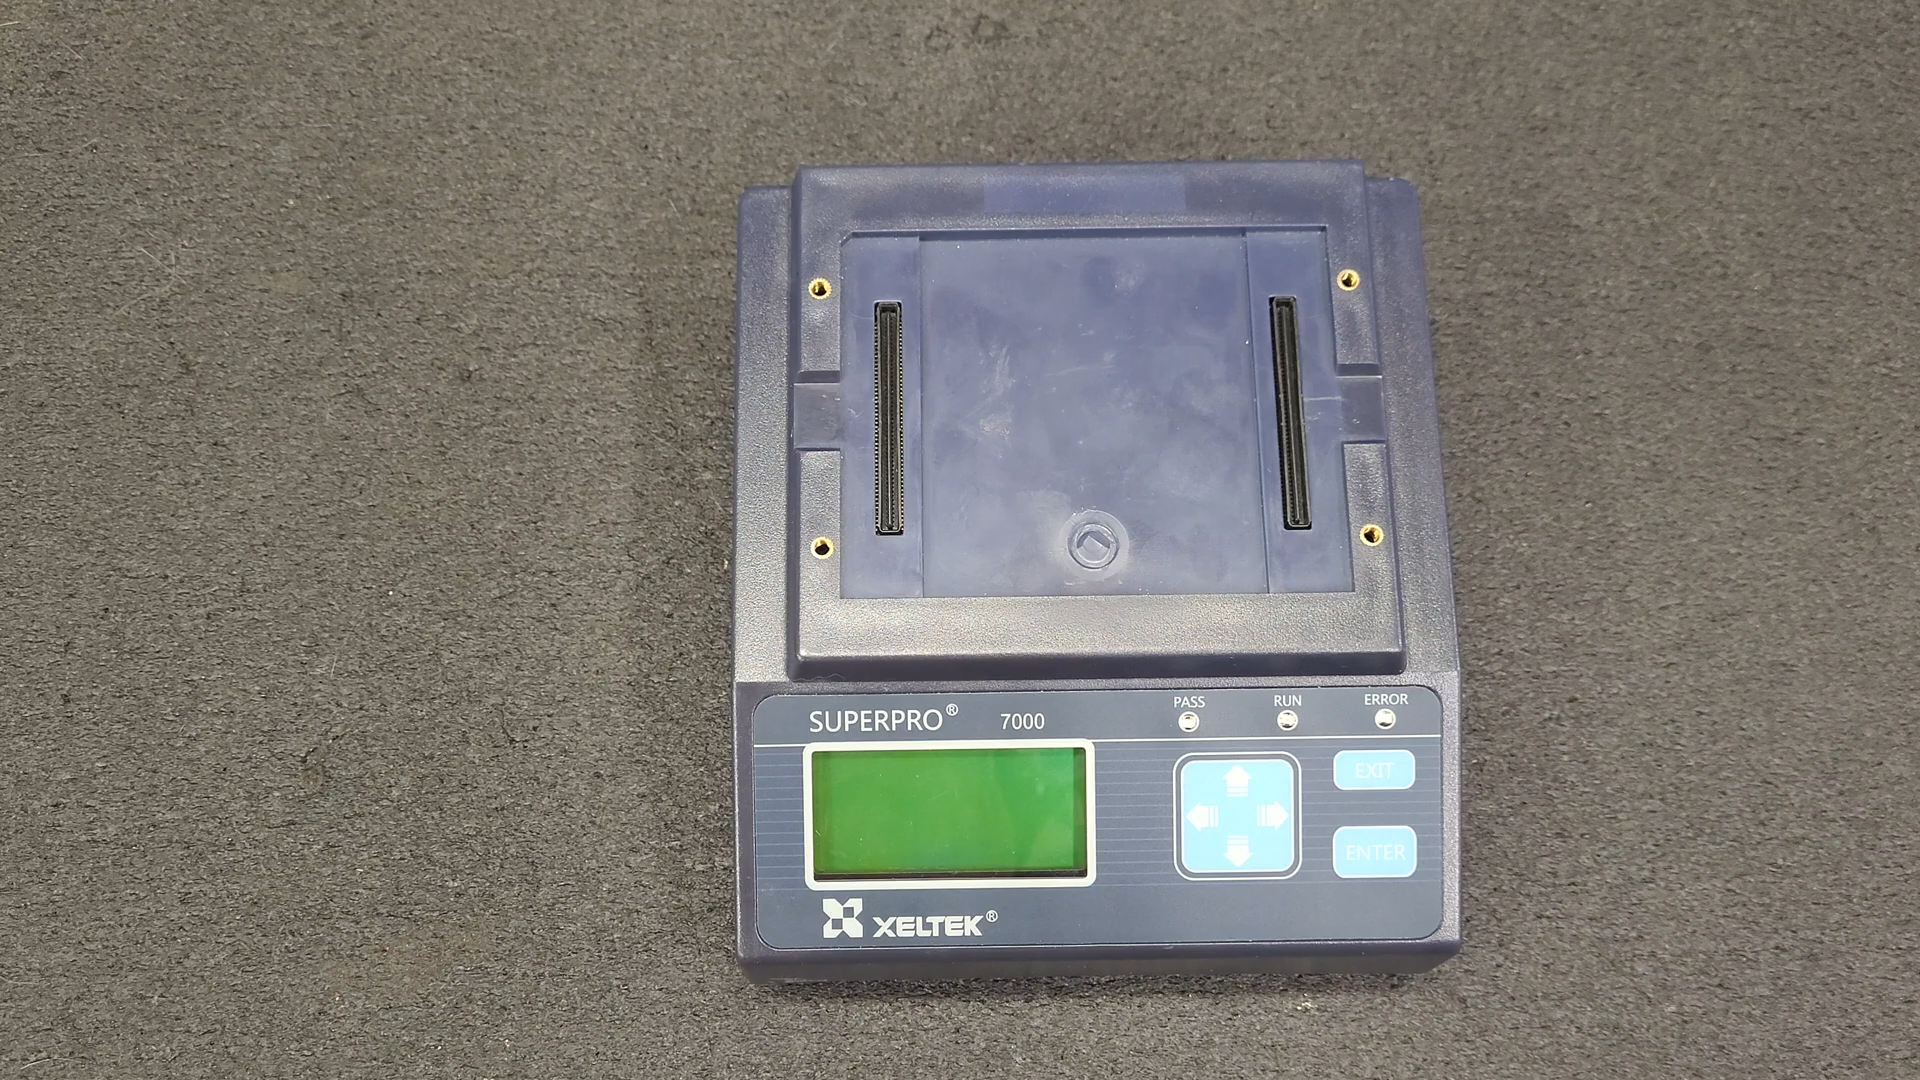 SUPERPRO® 7000
PASS RUN ERROR
EXIT
ENTER
XELTEK®